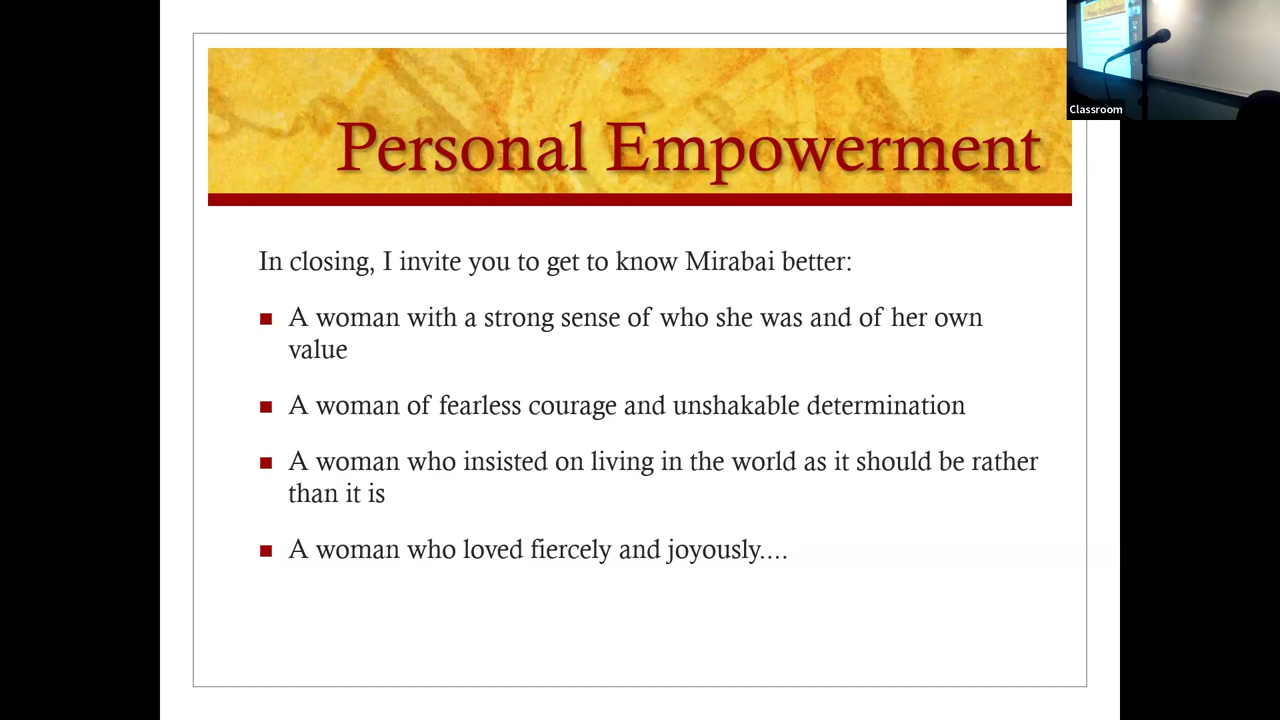 Personal Empowerment
Classroom
In closing, I invite you to get to know Mirabai better:
A woman with a strong sense of who she was and of her own
value
A woman of fearless courage and unshakable determination
A woman who insisted on living in the world as it should be rather
than it is
A woman who loved fiercely and joyously....